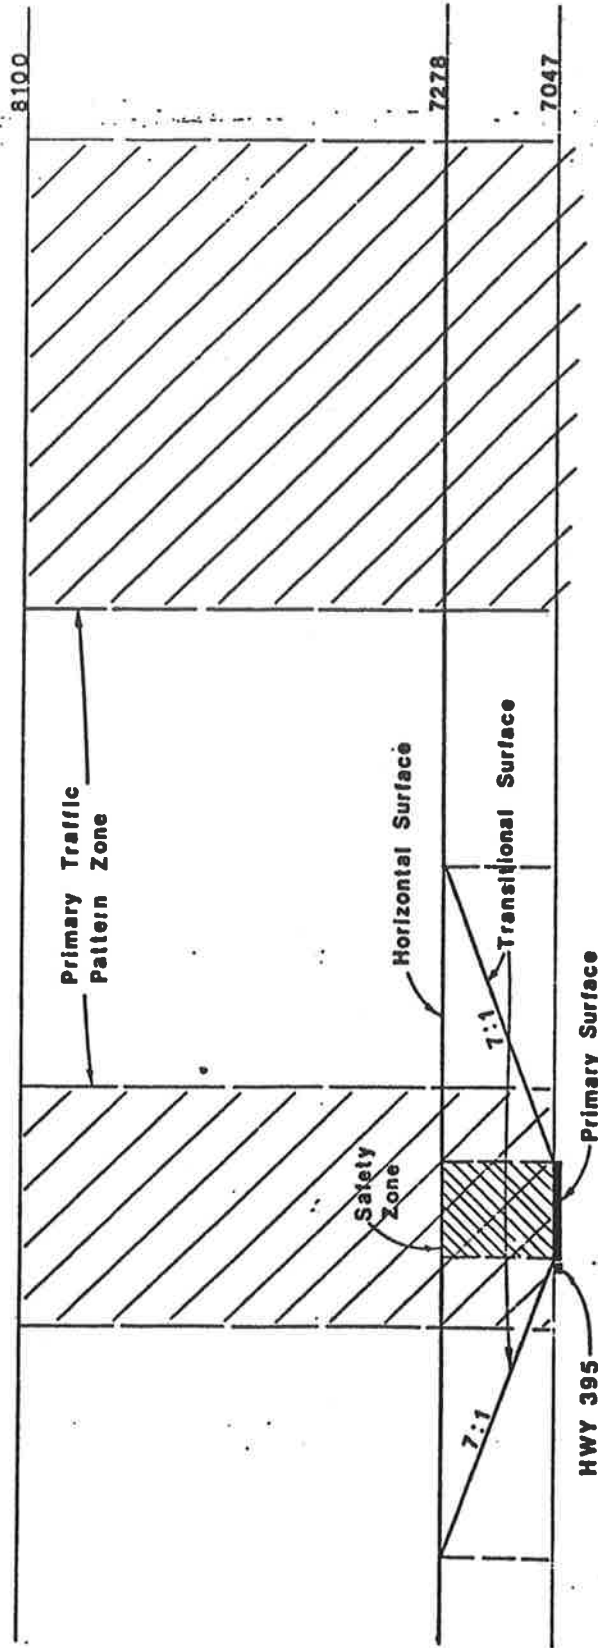 8100
7278
7047
Primary Traffic
Pattern Zone
Horizontal Surface
Transitional Surface
7:1
Safety
Zone
7:1
Primary Surface
HWY 395